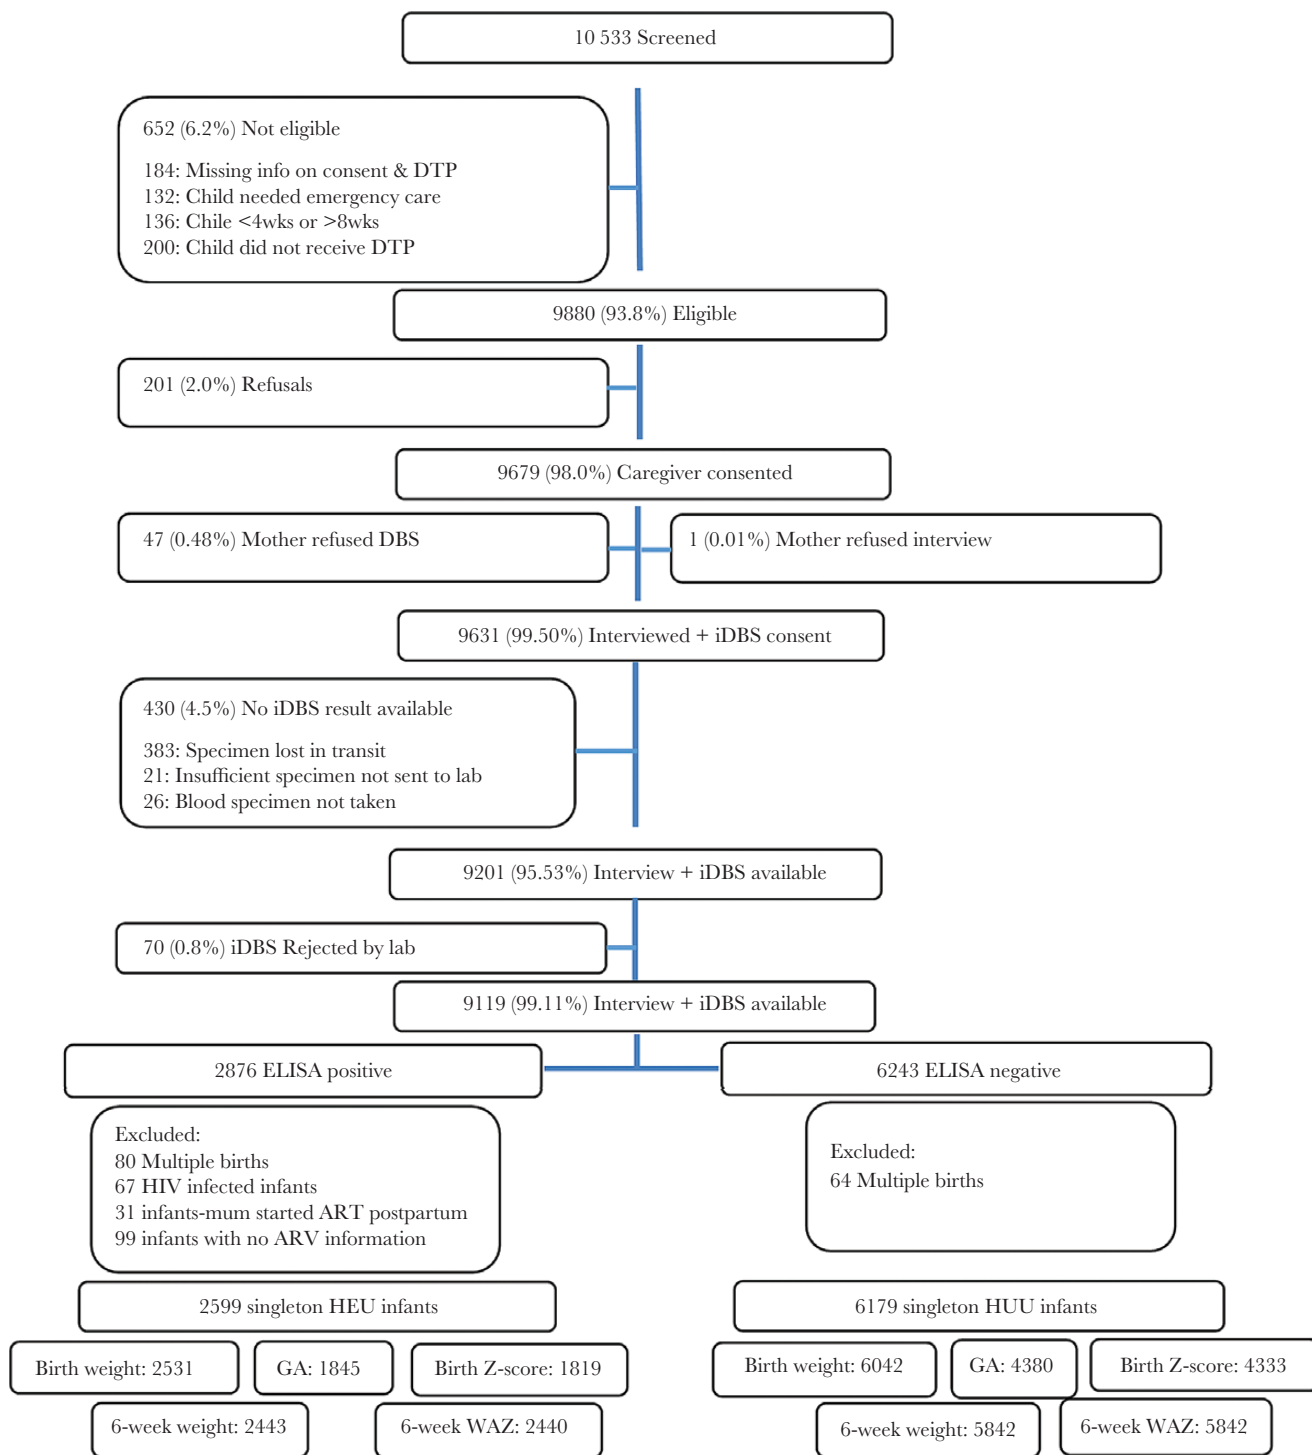 10 533 Screened
652 (6.2%) Not eligible
184: Missing info on consent & DTP
132: Child needed emergency care
136: Chile <4wks or >8wks
200: Child did not receive DTP
9880 (93.8%) Eligible
201 (2.0%) Refusals
9679 (98.0%) Caregiver consented
47 (0.48%) Mother refused DBS
1 (0.01%) Mother refused interview
9631 (99.50%) Interviewed + iDBS consent
430 (4.5%) No iDBS result available
383: Specimen lost in transit
21: Insufficient specimen not sent to lab
26: Blood specimen not taken
9201 (95.53%) Interview + iDBS available
70 (0.8%) iDBS Rejected by lab
9119 (99.11%) Interview + iDBS available
2876 ELISA positive
6243 ELISA negative
Excluded:
80 Multiple births
67 HIV infected infants
31 infants-mum started ART postpartum
99 infants with no ARV information
Excluded:
64 Multiple births
2599 singleton HEU infants
6179 singleton HUU infants
Birth weight: 2531
GA: 1845
Birth Z-score: 1819
Birth weight: 6042
GA: 4380
Birth Z-score: 4333
6-week weight: 2443
6-week WAZ: 2440
6-week weight: 5842
6-week WAZ: 5842